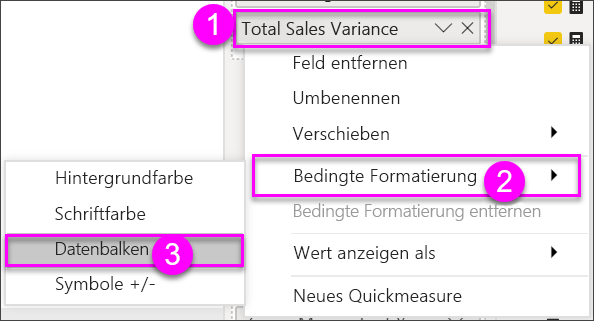 1
Total Sales Variance
Feld entfernen
Umbenennen
Verschieben
Bedingte Formatierung
2
Bedingte Formatierung entfernen
Wert anzeigen als
Neues Quickmeasure
Hintergrundfarbe
Schriftfarbe
Datenbalken
3
Symbole +/-